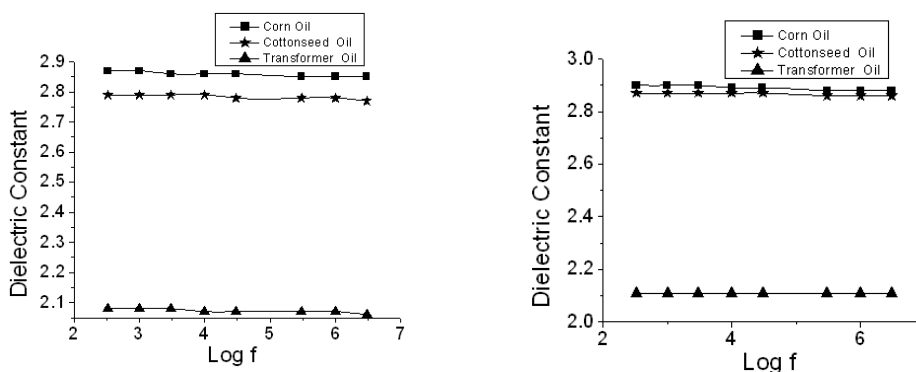 Corn Oil
Cottonseed Oil
Transformer Oil
2.9
2.8
2.7
2.6
2.5
2.4
2.3
2.2
2.1
2 3 4 5 6 7
Dielectric Constant
Log f
Corn Oil
Cottonseed Oil
Transformer Oil
3.0
2.8
2.6
2.4
2.2
2.0
2 4 6
Dielectric Constant
Log f